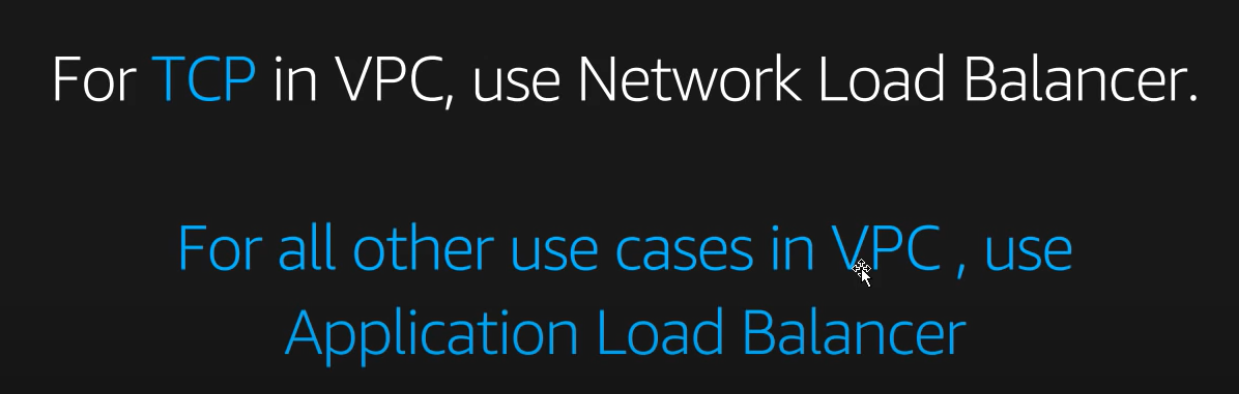 For TCP in VPC, use Network Load Balancer.
For all other use cases in VPC , use
Application Load Balancer